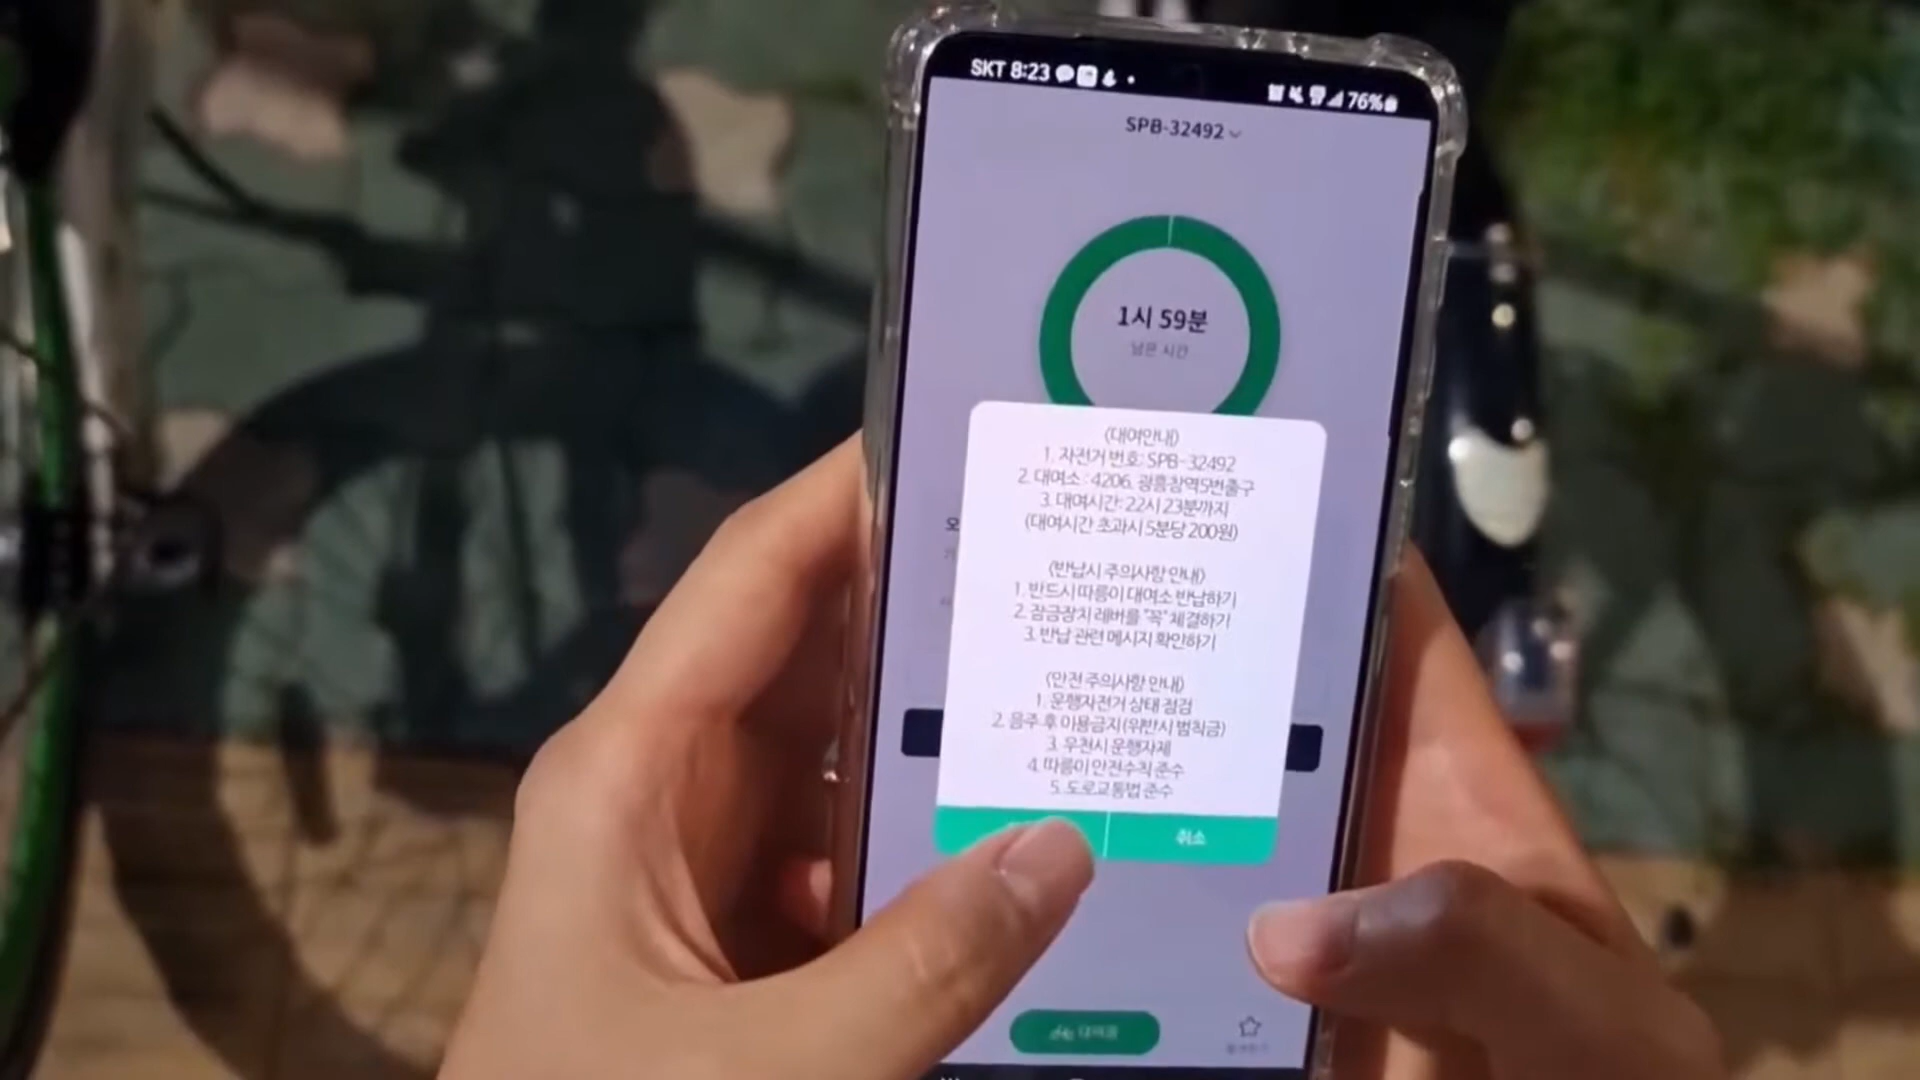 SKT 8:23
76%
SPB-32492
1시 59분
남은 시간
(대여안내)
1. 자전거 번호: SPB-32492
2. 대여소 : 4206. 광흥창역5번출구
3. 대여시간: 22시 23분까지
(대여시간 초과시 5분당 200원)
(반납시 주의사항 안내)
1. 반드시 따릉이 대여소 반납하기
2. 잠금장치 레버를 "꼭" 체결하기
3. 반납 관련 메시지 확인하기
(안전 주의사항 안내)
1. 운행자전거 상태 점검
2. 음주 후 이용금지(위반시 범칙금)
3. 우천시 운행자제
4. 따릉이 안전수칙 준수
5. 도로교통법 준수
취소
대여중